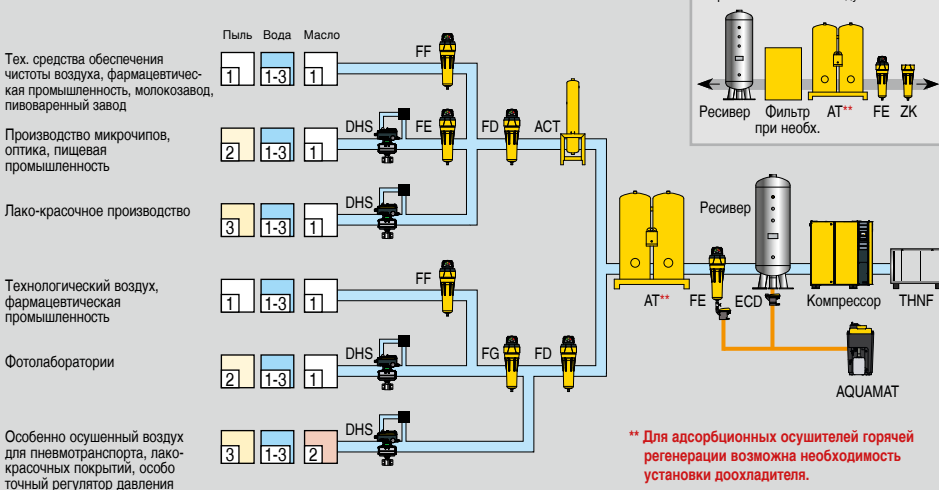 Пыль Вода Масло
Тех. средства обеспечения
чистоты воздуха, фармацевтичес-
кая промышленность, молокозавод,
пивоваренный завод
1 1-3 1
FF
Производство микрочипов,
оптика, пищевая
промышленность
2 1-3 1
DHS FE FD ACT
Лако-красочное производство
3 1-3 1
DHS
Технологический воздух,
фармацевтическая
промышленность
1 1-3 1
FF
Фотолаборатории
2 1-3 1
DHS FG FD
Особенно осушенный воздух
для пневмотранспорта, лако-
красочных покрытий, особо
точный регулятор давления
3 1-3 2
DHS
Ресивер Фильтр AT** FE ZK
при необх.
Ресивер
AT** FE ECD Компрессор THNF
AQUAMAT
** Для адсорбционных осушителей горячей
регенерации возможна необходимость
установки доохладителя.